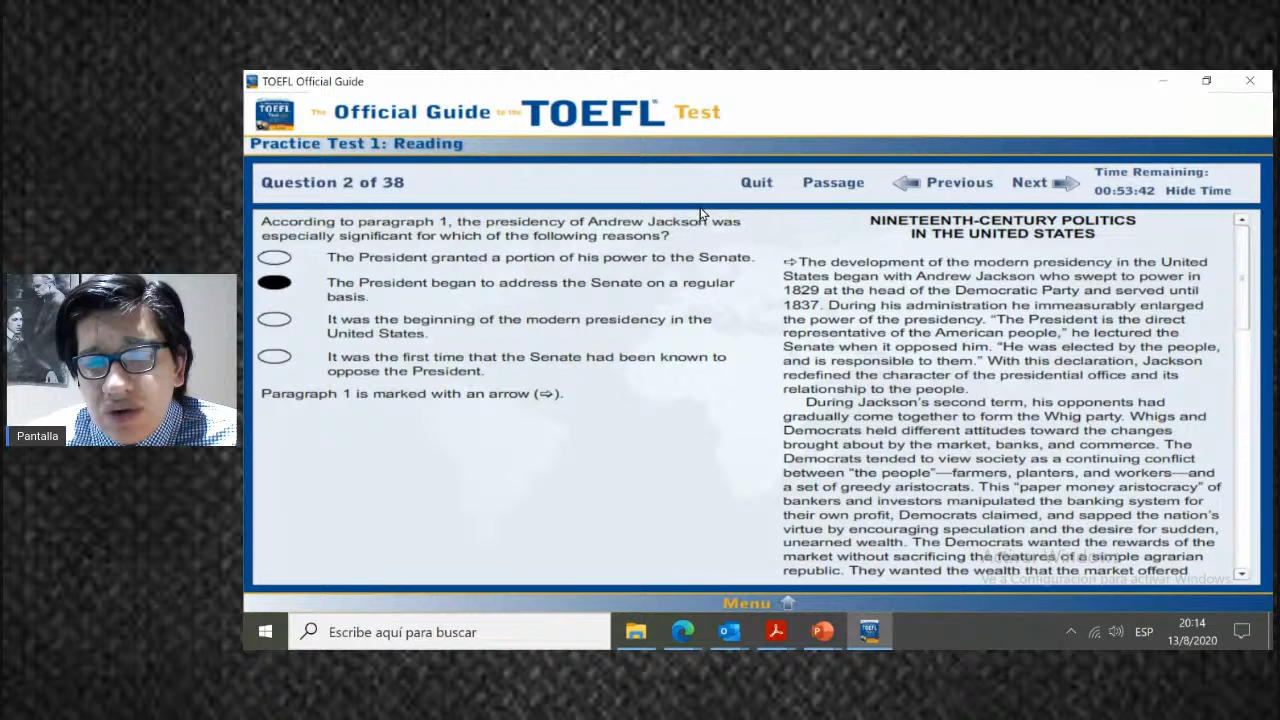 TOEFL Official Guide
The Official Guide to the TOEFL® Test
Practice Test 1: Reading
Question 2 of 38
Quit
Passage
Previous
Next
Time Remaining:
00:53:42 Hide Time
According to paragraph 1, the presidency of Andrew Jackson was
especially significant for which of the following reasons?
The President granted a portion of his power to the Senate.
The President began to address the Senate on a regular
basis.
It was the beginning of the modern presidency in the
United States.
It was the first time that the Senate had been known to
oppose the President.
Paragraph 1 is marked with an arrow (⇨).
NINETEENTH-CENTURY POLITICS
IN THE UNITED STATES
⇨The development of the modern presidency in the United
States began with Andrew Jackson who swept to power in
1829 at the head of the Democratic Party and served until
1837. During his administration he immeasurably enlarged
the power of the presidency. “The President is the direct
representative of the American people,” he lectured the
Senate when it opposed him. “He was elected by the people,
and is responsible to them.” With this declaration, Jackson
redefined the character of the presidential office and its
relationship to the people.
During Jackson’s second term, his opponents had
gradually come together to form the Whig party. Whigs and
Democrats held different attitudes toward the changes
brought about by the market, banks, and commerce. The
Democrats tended to view society as a continuing conflict
between “the people”—farmers, planters, and workers—and
a set of greedy aristocrats. This “paper money aristocracy” of
bankers and investors manipulated the banking system for
their own profit, Democrats claimed, and sapped the nation’s
virtue by encouraging speculation and the desire for sudden,
unearned wealth. The Democrats wanted the rewards of the
market without sacrificing the features of a simple agrarian
republic. They wanted the wealth that the market offered
Activar Windows
Ve a Configuración para activar Windows.
Menu
Pantalla
Escribe aquí para buscar
ESP
20:14
13/8/2020